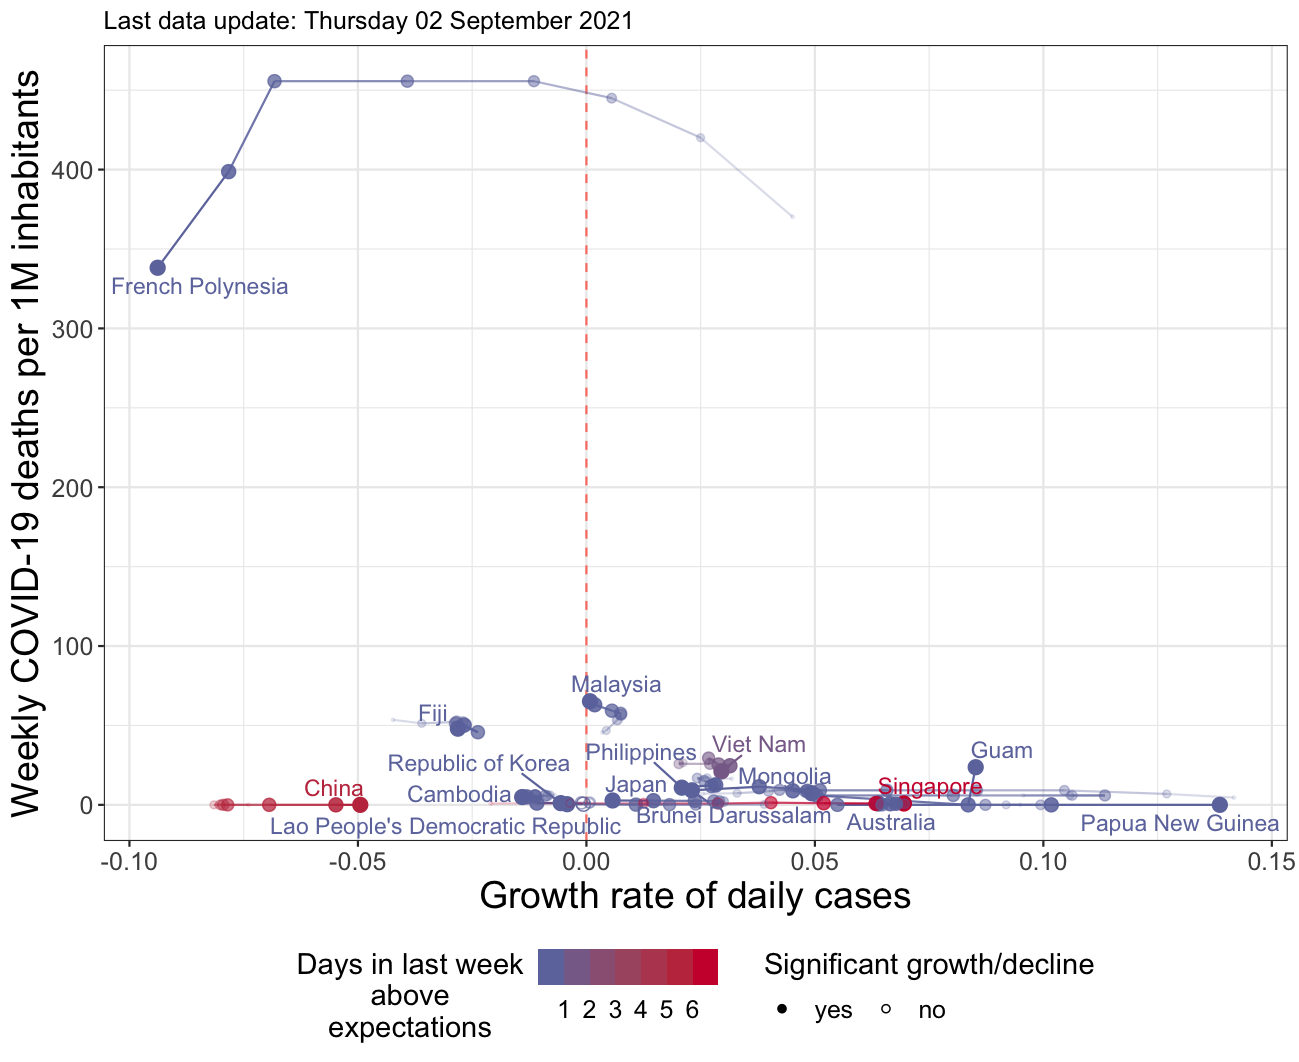 Last data update: Thursday 02 September 2021
Weekly COVID-19 deaths per 1M inhabitants
400
300
200
100
0
French Polynesia
Malaysia
Fiji
Viet Nam
Philippines
Guam
Republic of Korea
Mongolia
China
Japan
Singapore
Cambodia
Brunei Darussalam
Lao People's Democratic Republic
Australia
Papua New Guinea
-0.10 -0.05 0.00 0.05 0.10 0.15
Growth rate of daily cases
Days in last week
above
expectations
1 2 3 4 5 6
Significant growth/decline
yes no